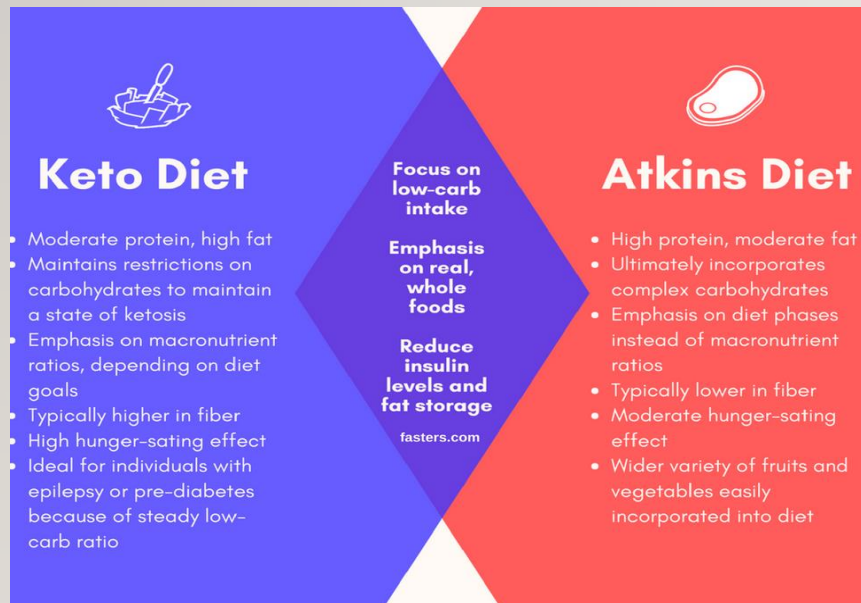 Keto Diet
• Moderate protein, high fat
• Maintains restrictions on
carbohydrates to maintain
a state of ketosis
• Emphasis on macronutrient
ratios, depending on diet
goals
• Typically higher in fiber
• High hunger-sating effect
• Ideal for individuals with
epilepsy or pre-diabetes
because of steady low-
carb ratio
Focus on
low-carb
intake
Emphasis
on real,
whole
foods
Reduce
insulin
levels and
fat storage
fasters.com
Atkins Diet
• High protein, moderate fat
• Ultimately incorporates
complex carbohydrates
• Emphasis on diet phases
instead of macronutrient
ratios
• Typically lower in fiber
• Moderate hunger-sating
effect
• Wider variety of fruits and
vegetables easily
incorporated into diet